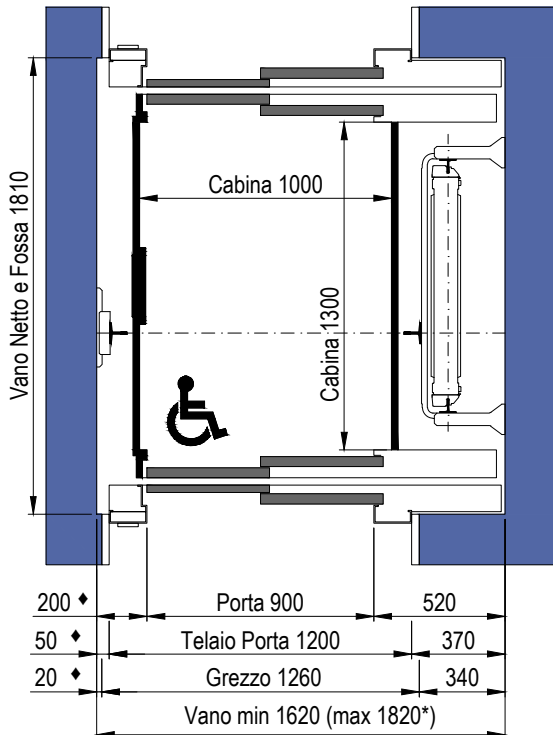 Vano Netto e Fossa 1810
Cabina 1000
Cabina 1300
200 ♦ Porta 900 520
50 ♦ Telaio Porta 1200 370
20 ♦ Grezzo 1260 340
Vano min 1620 (max 1820*)